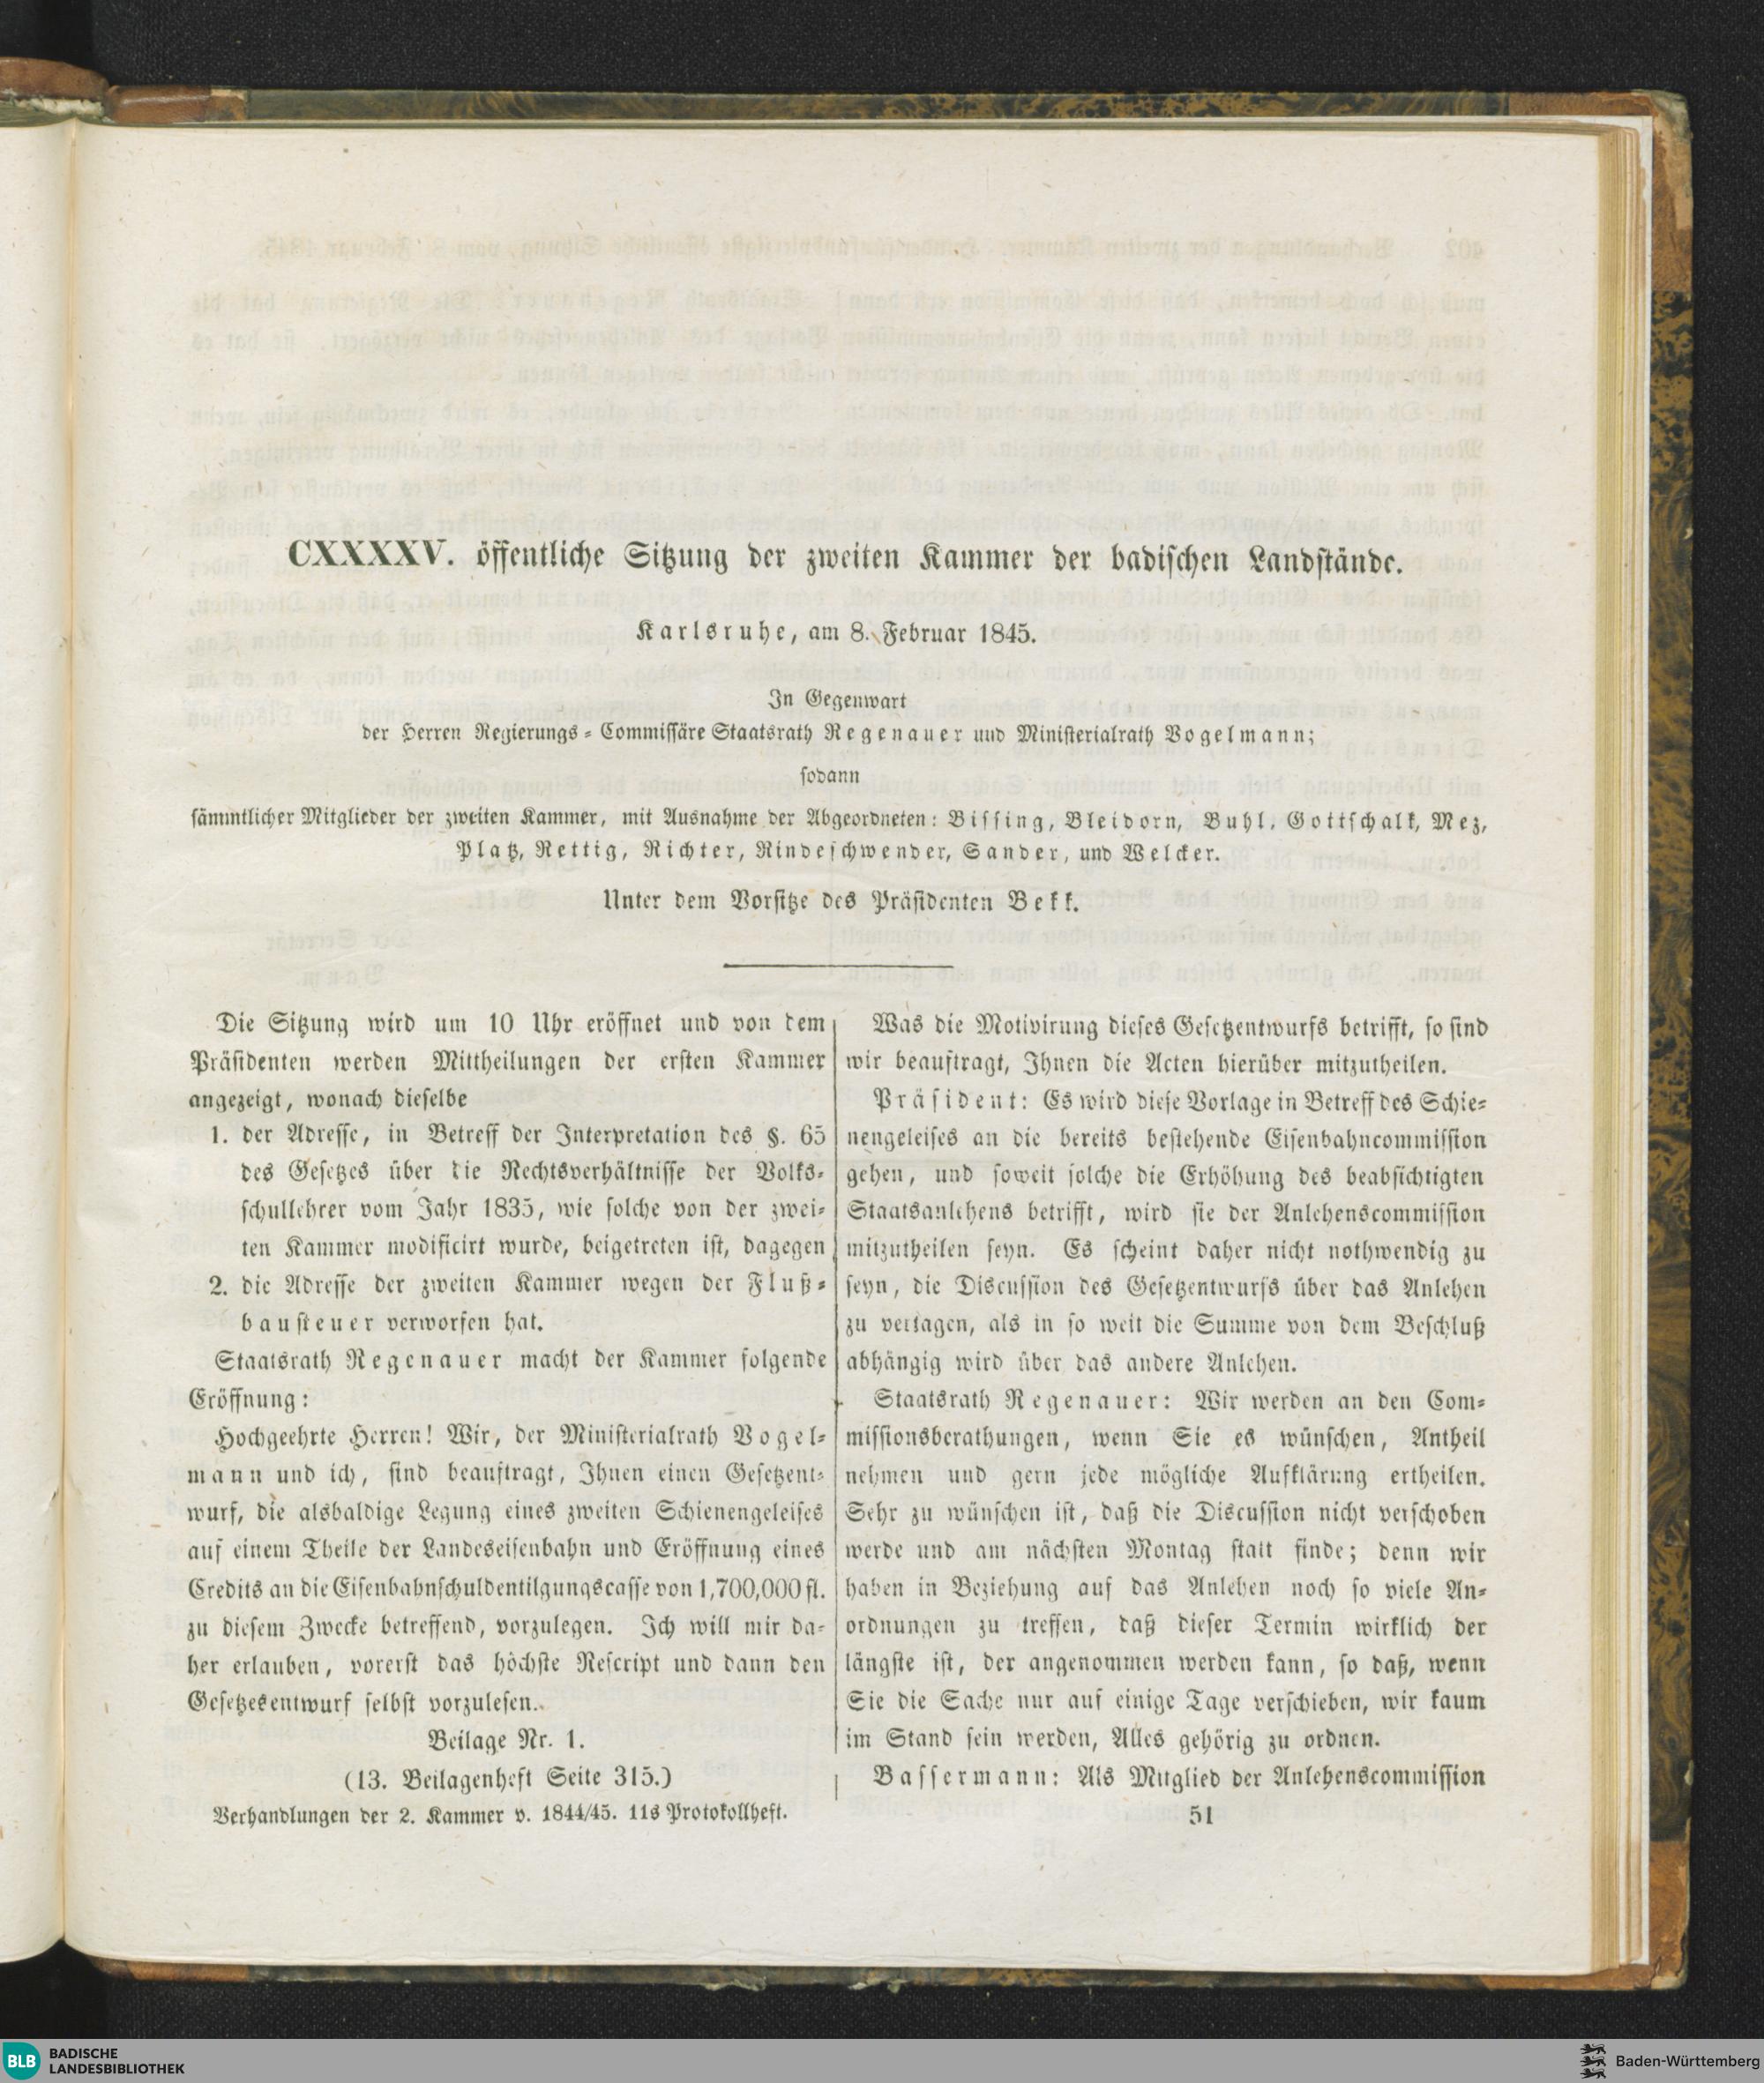 CXXXXV. öffentliche Sitzung der zweiten Kammer der badischen Landstände.
Karlsruhe, am 8. Februar 1845.
In Gegenwart
der Herren Regierungs-Commissäre Staatsrath Regenauer und Ministerialrath Vogelmann;
sodann
sämmtlicher Mitglieder der zweiten Kammer, mit Ausnahme der Abgeordneten: Bissing, Bleidorn, Buhl, Gottschalk, Mez,
Platz, Rettig, Richter, Rindeschwender, Sander, und Welcker.
Unter dem Vorsitze des Präsidenten Bekk.
Die Sitzung wird um 10 Uhr eröffnet und von dem
Präsidenten werden Mittheilungen der ersten Kammer
angezeigt, wonach dieselbe
1. der Adresse, in Betreff der Interpretation des §. 65
des Gesetzes über die Rechtsverhältnisse der Volks-
schullehrer vom Jahr 1835, wie solche von der zwei-
ten Kammer modificirt wurde, beigetreten ist, dagegen
2. die Adresse der zweiten Kammer wegen der Fluß-
bausteuer verworfen hat.
Staatsrath Regenauer macht der Kammer folgende
Eröffnung:
Hochgeehrte Herren! Wir, der Ministerialrath Vogel-
mann und ich, sind beauftragt, Ihnen einen Gesetzent-
wurf, die alsbaldige Legung eines zweiten Schienengeleises
auf einem Theile der Landeseisenbahn und Eröffnung eines
Credits an die Eisenbahnschuldentilgungscasse von 1,700,000 fl.
zu diesem Zwecke betreffend, vorzulegen. Ich will mir da-
her erlauben, vorerst das höchste Rescript und dann den
Gesetzesentwurf selbst vorzulesen.
Beilage Nr. 1.
(13. Beilagenheft Seite 315.)
Verhandlungen der 2. Kammer v. 1844/45. 11s Protokollheft.
Was die Motivirung dieses Gesetzentwurfs betrifft, so sind
wir beauftragt, Ihnen die Acten hierüber mitzutheilen.
Präsident: Es wird diese Vorlage in Betreff des Schie-
nengeleises an die bereits bestehende Eisenbahncommission
gehen, und soweit solche die Erhöhung des beabsichtigten
Staatsanlehens betrifft, wird sie der Anlehenscommission
mitzutheilen seyn. Es scheint daher nicht nothwendig zu
seyn, die Discussion des Gesetzentwurfs über das Anlehen
zu vertagen, als in so weit die Summe von dem Beschluß
abhängig wird über das andere Anlehen.
Staatsrath Regenauer: Wir werden an den Com-
missionsberathungen, wenn Sie es wünschen, Antheil
nehmen und gern jede mögliche Aufklärung ertheilen.
Sehr zu wünschen ist, daß die Discussion nicht verschoben
werde und am nächsten Montag statt finde; denn wir
haben in Beziehung auf das Anlehen noch so viele An-
ordnungen zu treffen, daß dieser Termin wirklich der
längste ist, der angenommen werden kann, so daß, wenn
Sie die Sache nur auf einige Tage verschieben, wir kaum
im Stand sein werden, Alles gehörig zu ordnen.
Bassermann: Als Mitglied der Anlehenscommission
51
BLB BADISCHE
LANDESBIBLIOTHEK
Baden-Württemberg